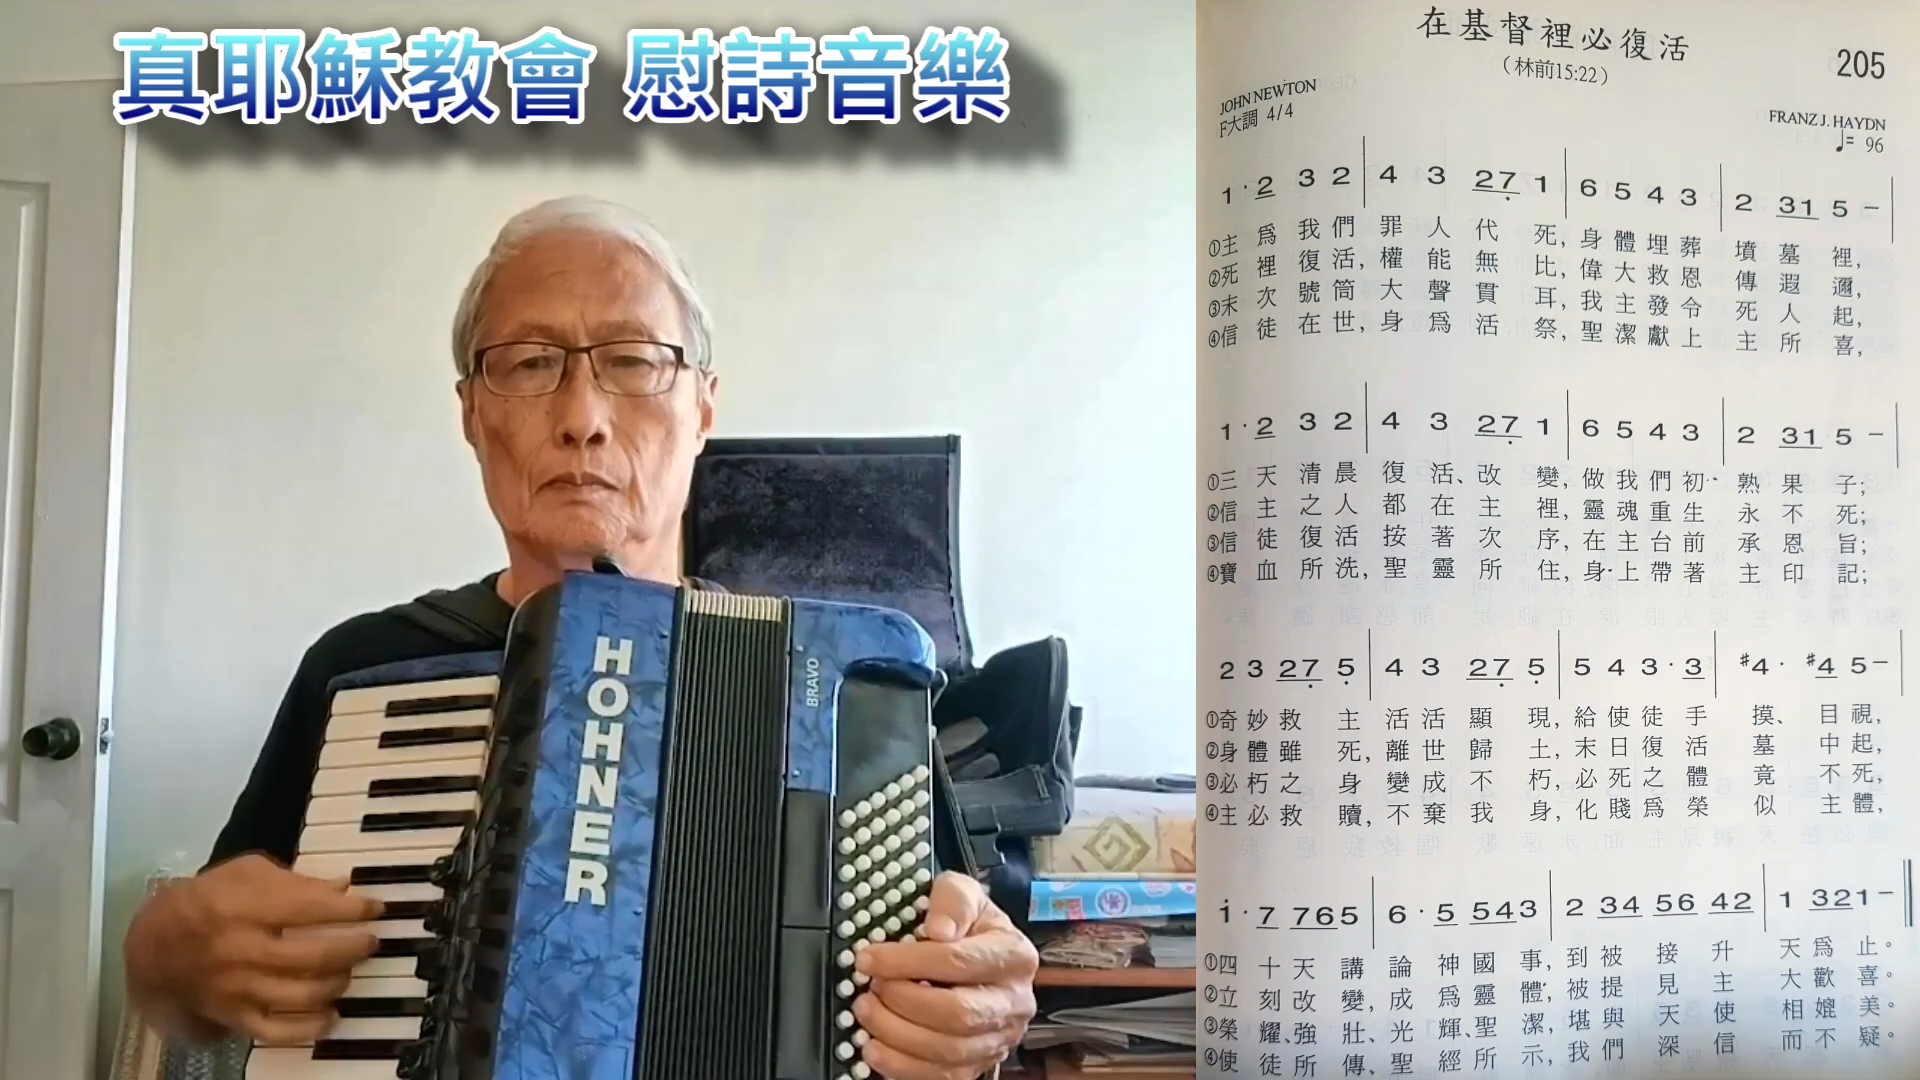 真耶穌教會 慰詩音樂
HOHNER
BRAVO
在基督裡必復活
(林前15:22)
205
JOHN NEWTON
F大調 4/4
FRANZ J. HAYDN
♩= 96
1 · 2 3 2 | 4 3 27̣ 1 | 6 5 4 3 | 2 31 5 − |
①主為我們罪人代死,身體埋葬墳墓裡,
②死裡復活,權能無比,偉大救恩傳遐邇,
③末次號筒大聲貫耳,我主發令死人起,
④信徒在世,身為活祭,聖潔獻上主所喜,
1 · 2 3 2 | 4 3 27̣ 1 | 6 5 4 3 | 2 31 5 − |
①三天清晨復活、改變,做我們初熟果子;
②信主之人都在主裡,靈魂重生永不死;
③信徒復活按著次序,在主台前承恩旨;
④寶血所洗,聖靈所住,身上帶著主印記;
2 3 27̣ 5̣ | 4 3 27̣ 5̣ | 5 4 3 · 3 | #4 · #4 5 − |
①奇妙救主活活顯現,給使徒手摸、目視,
②身體雖死,離世歸土,末日復活墓中起,
③必朽之身變成不朽,必死之體竟不死,
④主必救贖,不棄我身,化賤為榮似主體,
1̇ · 7 765 | 6 · 5 543 | 2 34 56 42 | 1 321 − ‖
①四十天講論神國事,到被接升天為止。
②立刻改變,成為靈體,被提見主大歡喜。
③榮耀、強壯、光輝、聖潔,堪與天使相媲美。
④使徒所傳、聖經所示,我們深信而不疑。